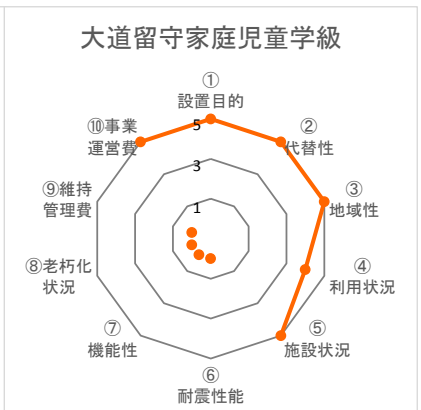 大道留守家庭児童学級
①
設置目的
②
代替性
③
地域性
④
利用状況
⑤
施設状況
⑥
耐震性能
⑦
機能性
⑧老朽化
状況
⑨維持
管理費
⑩事業
運営費
5
3
1